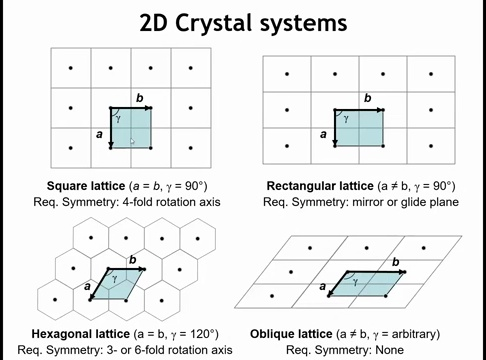 2D Crystal systems
b
γ
a
b
γ
a
Square lattice (a = b, γ = 90°)
Req. Symmetry: 4-fold rotation axis
Rectangular lattice (a ≠ b, γ = 90°)
Req. Symmetry: mirror or glide plane
b
a
γ
b
a
γ
Hexagonal lattice (a = b, γ = 120°)
Req. Symmetry: 3- or 6-fold rotation axis
Oblique lattice (a ≠ b, γ = arbitrary)
Req. Symmetry: None